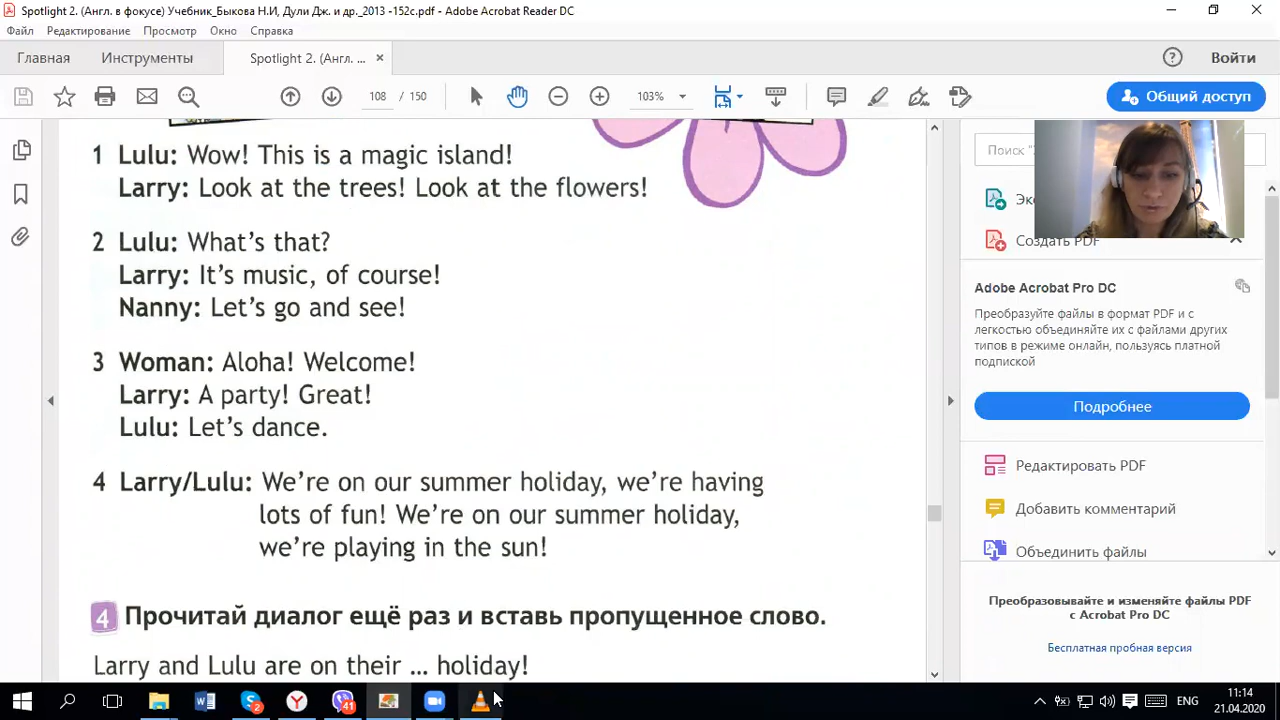 Spotlight 2. (Англ. в фокусе) Учебник_Быкова Н.И, Дули Дж. и др._2013 -152с.pdf - Adobe Acrobat Reader DC
Файл Редактирование Просмотр Окно Справка
Главная Инструменты Spotlight 2. (Англ. ... × Войти
108 / 150 103% Общий доступ
1 Lulu: Wow! This is a magic island!
Larry: Look at the trees! Look at the flowers!
2 Lulu: What's that?
Larry: It's music, of course!
Nanny: Let's go and see!
3 Woman: Aloha! Welcome!
Larry: A party! Great!
Lulu: Let's dance.
4 Larry/Lulu: We're on our summer holiday, we're having
lots of fun! We're on our summer holiday,
we're playing in the sun!
4 Прочитай диалог ещё раз и вставь пропущенное слово.
Larry and Lulu are on their ... holiday!
Поиск
Создать PDF
Adobe Acrobat Pro DC
Преобразуйте файлы в формат PDF и с
легкостью объединяйте их с файлами других
типов в режиме онлайн, пользуясь платной
подпиской
Подробнее
Редактировать PDF
Добавить комментарий
Объединить файлы
Преобразовывайте и изменяйте файлы PDF
с Acrobat Pro DC
Бесплатная пробная версия
2 41 ENG 11:14
21.04.2020